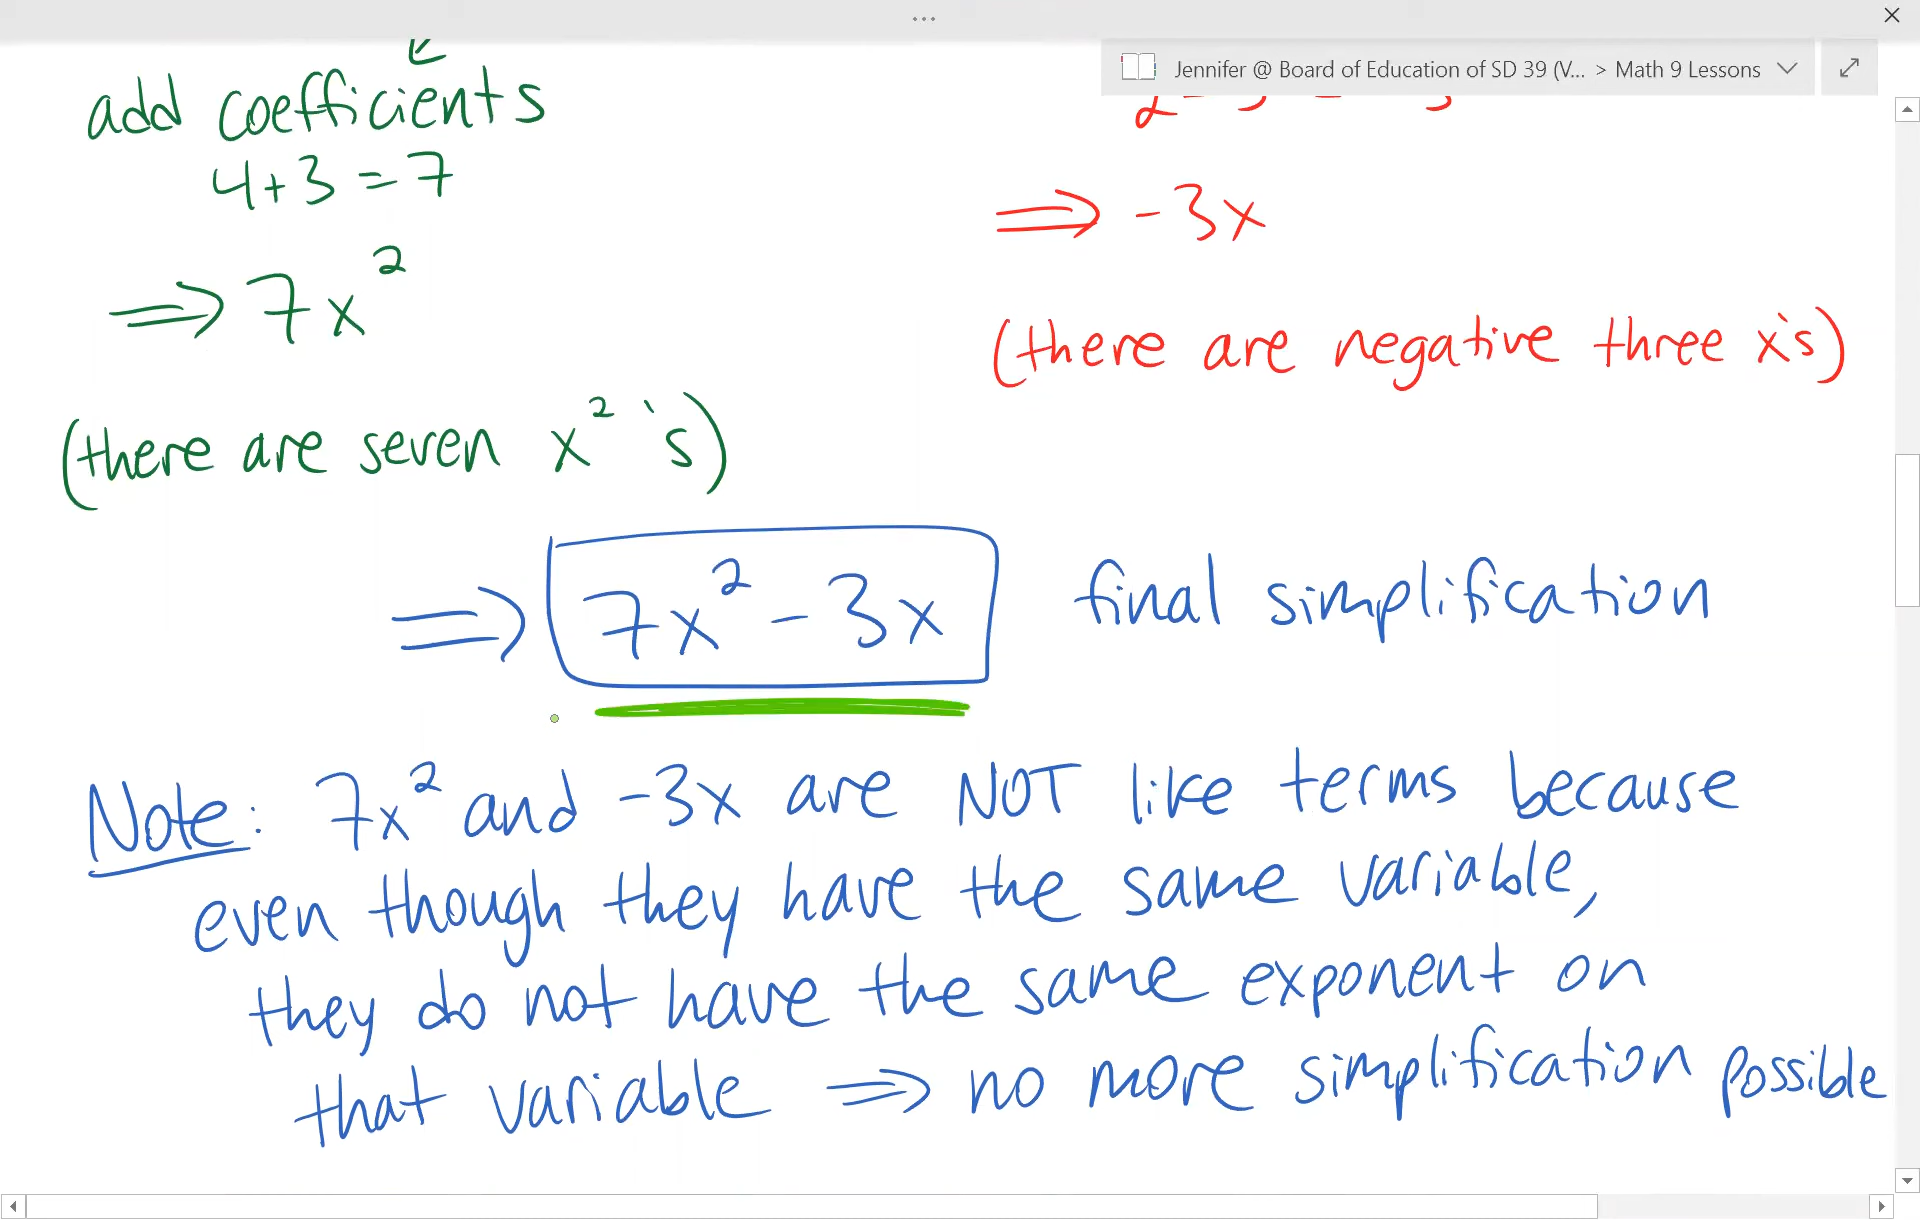 Jennifer @ Board of Education of SD 39 (V... > Math 9 Lessons
add coefficients
4+3=7
⇒ 7x²
(there are seven x²'s)
⇒ -3x
(there are negative three x's)
⇒ 7x² - 3x final simplification
Note: 7x² and -3x are NOT like terms because
even though they have the same variable,
they do not have the same exponent on
that variable ⇒ no more simplification possible